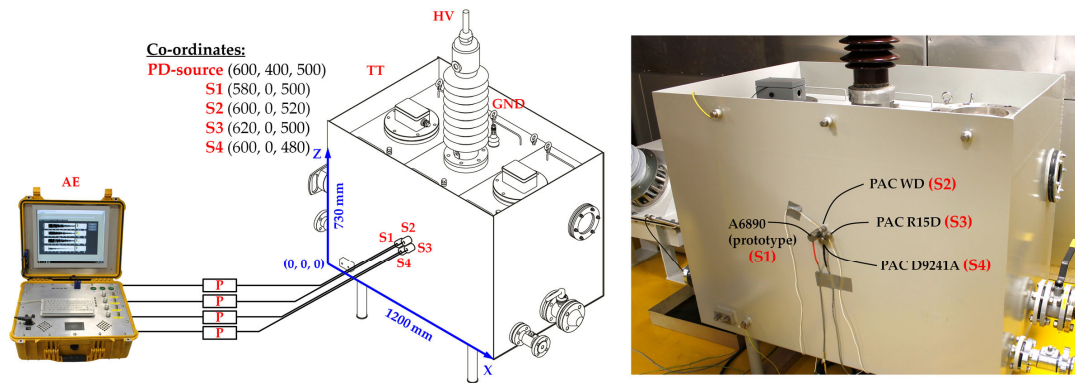 HV
Co-ordinates:
PD-source (600, 400, 500)
S1 (580, 0, 500)
S2 (600, 0, 520)
S3 (620, 0, 500)
S4 (600, 0, 480)
TT
GND
Z
AE
730 mm
S1
S2
S3
S4
(0, 0, 0)
P
P
P
P
1200 mm
X
PAC WD (S2)
A6890
(prototype)
(S1)
PAC R15D (S3)
PAC D9241A (S4)